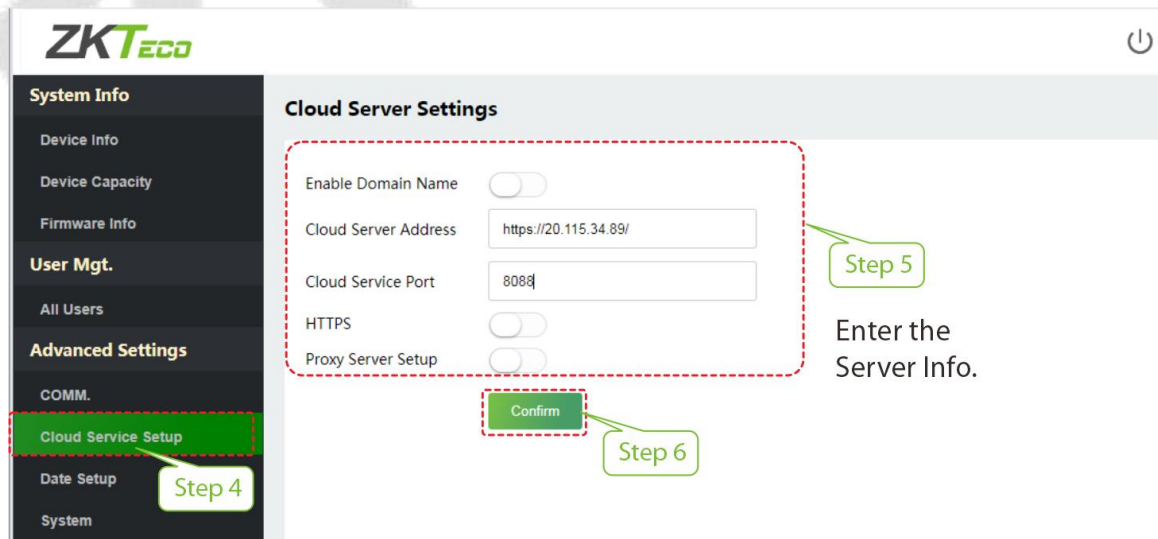 ZKTECO
System Info
Device Info
Device Capacity
Firmware Info
User Mgt.
All Users
Advanced Settings
COMM.
Cloud Service Setup
Step 4
Date Setup
System
Cloud Server Settings
Enable Domain Name
Cloud Server Address https://20.115.34.89/
Cloud Service Port 8088
HTTPS
Proxy Server Setup
Confirm
Step 5
Enter the
Server Info.
Step 6